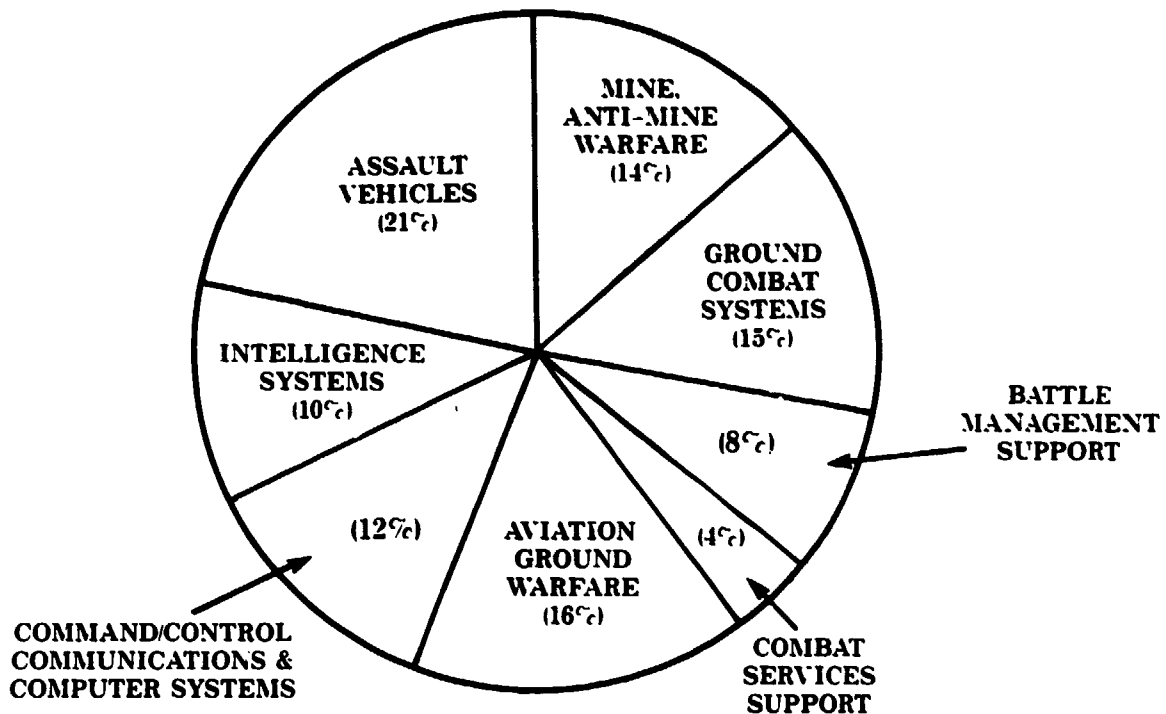 MINE,
ANTI-MINE
WARFARE
(14%)
ASSAULT
VEHICLES
(21%)
GROUND
COMBAT
SYSTEMS
(15%)
INTELLIGENCE
SYSTEMS
(10%)
BATTLE
MANAGEMENT
SUPPORT
(8%)
(12%)
AVIATION
GROUND
WARFARE
(16%)
(4%)
COMMAND/CONTROL
COMMUNICATIONS &
COMPUTER SYSTEMS
COMBAT
SERVICES
SUPPORT